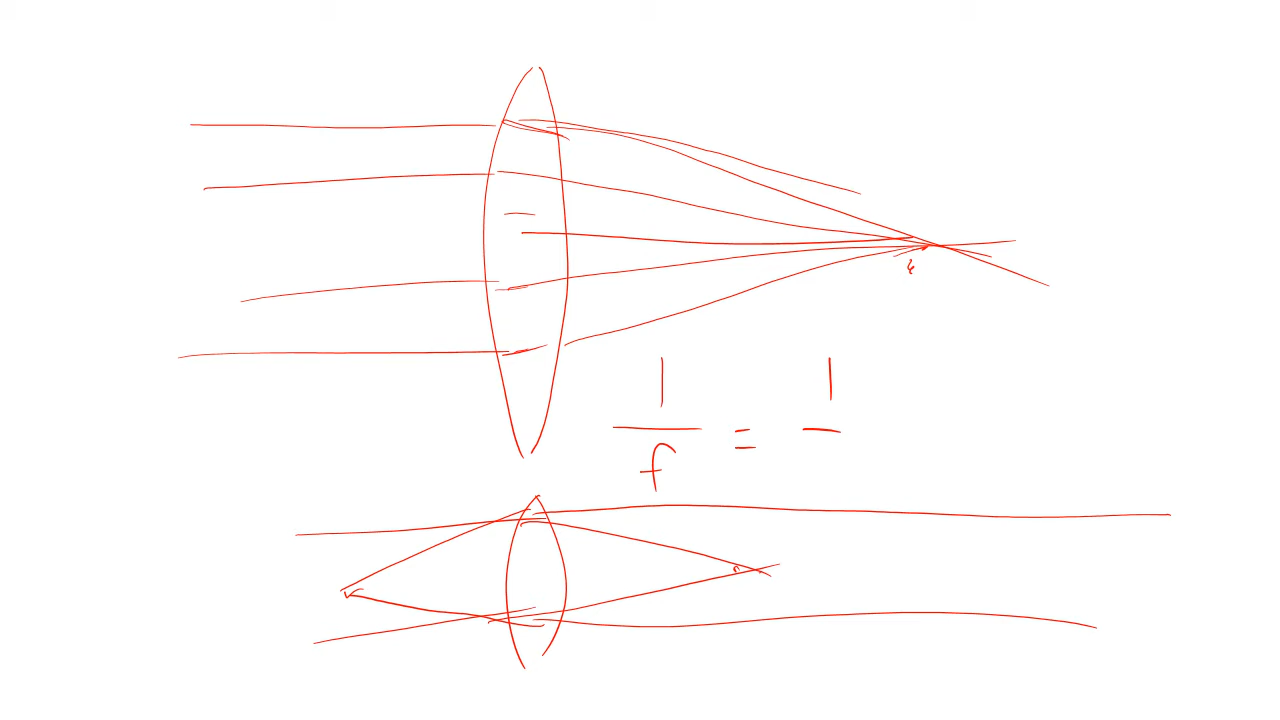 1/f = 1/